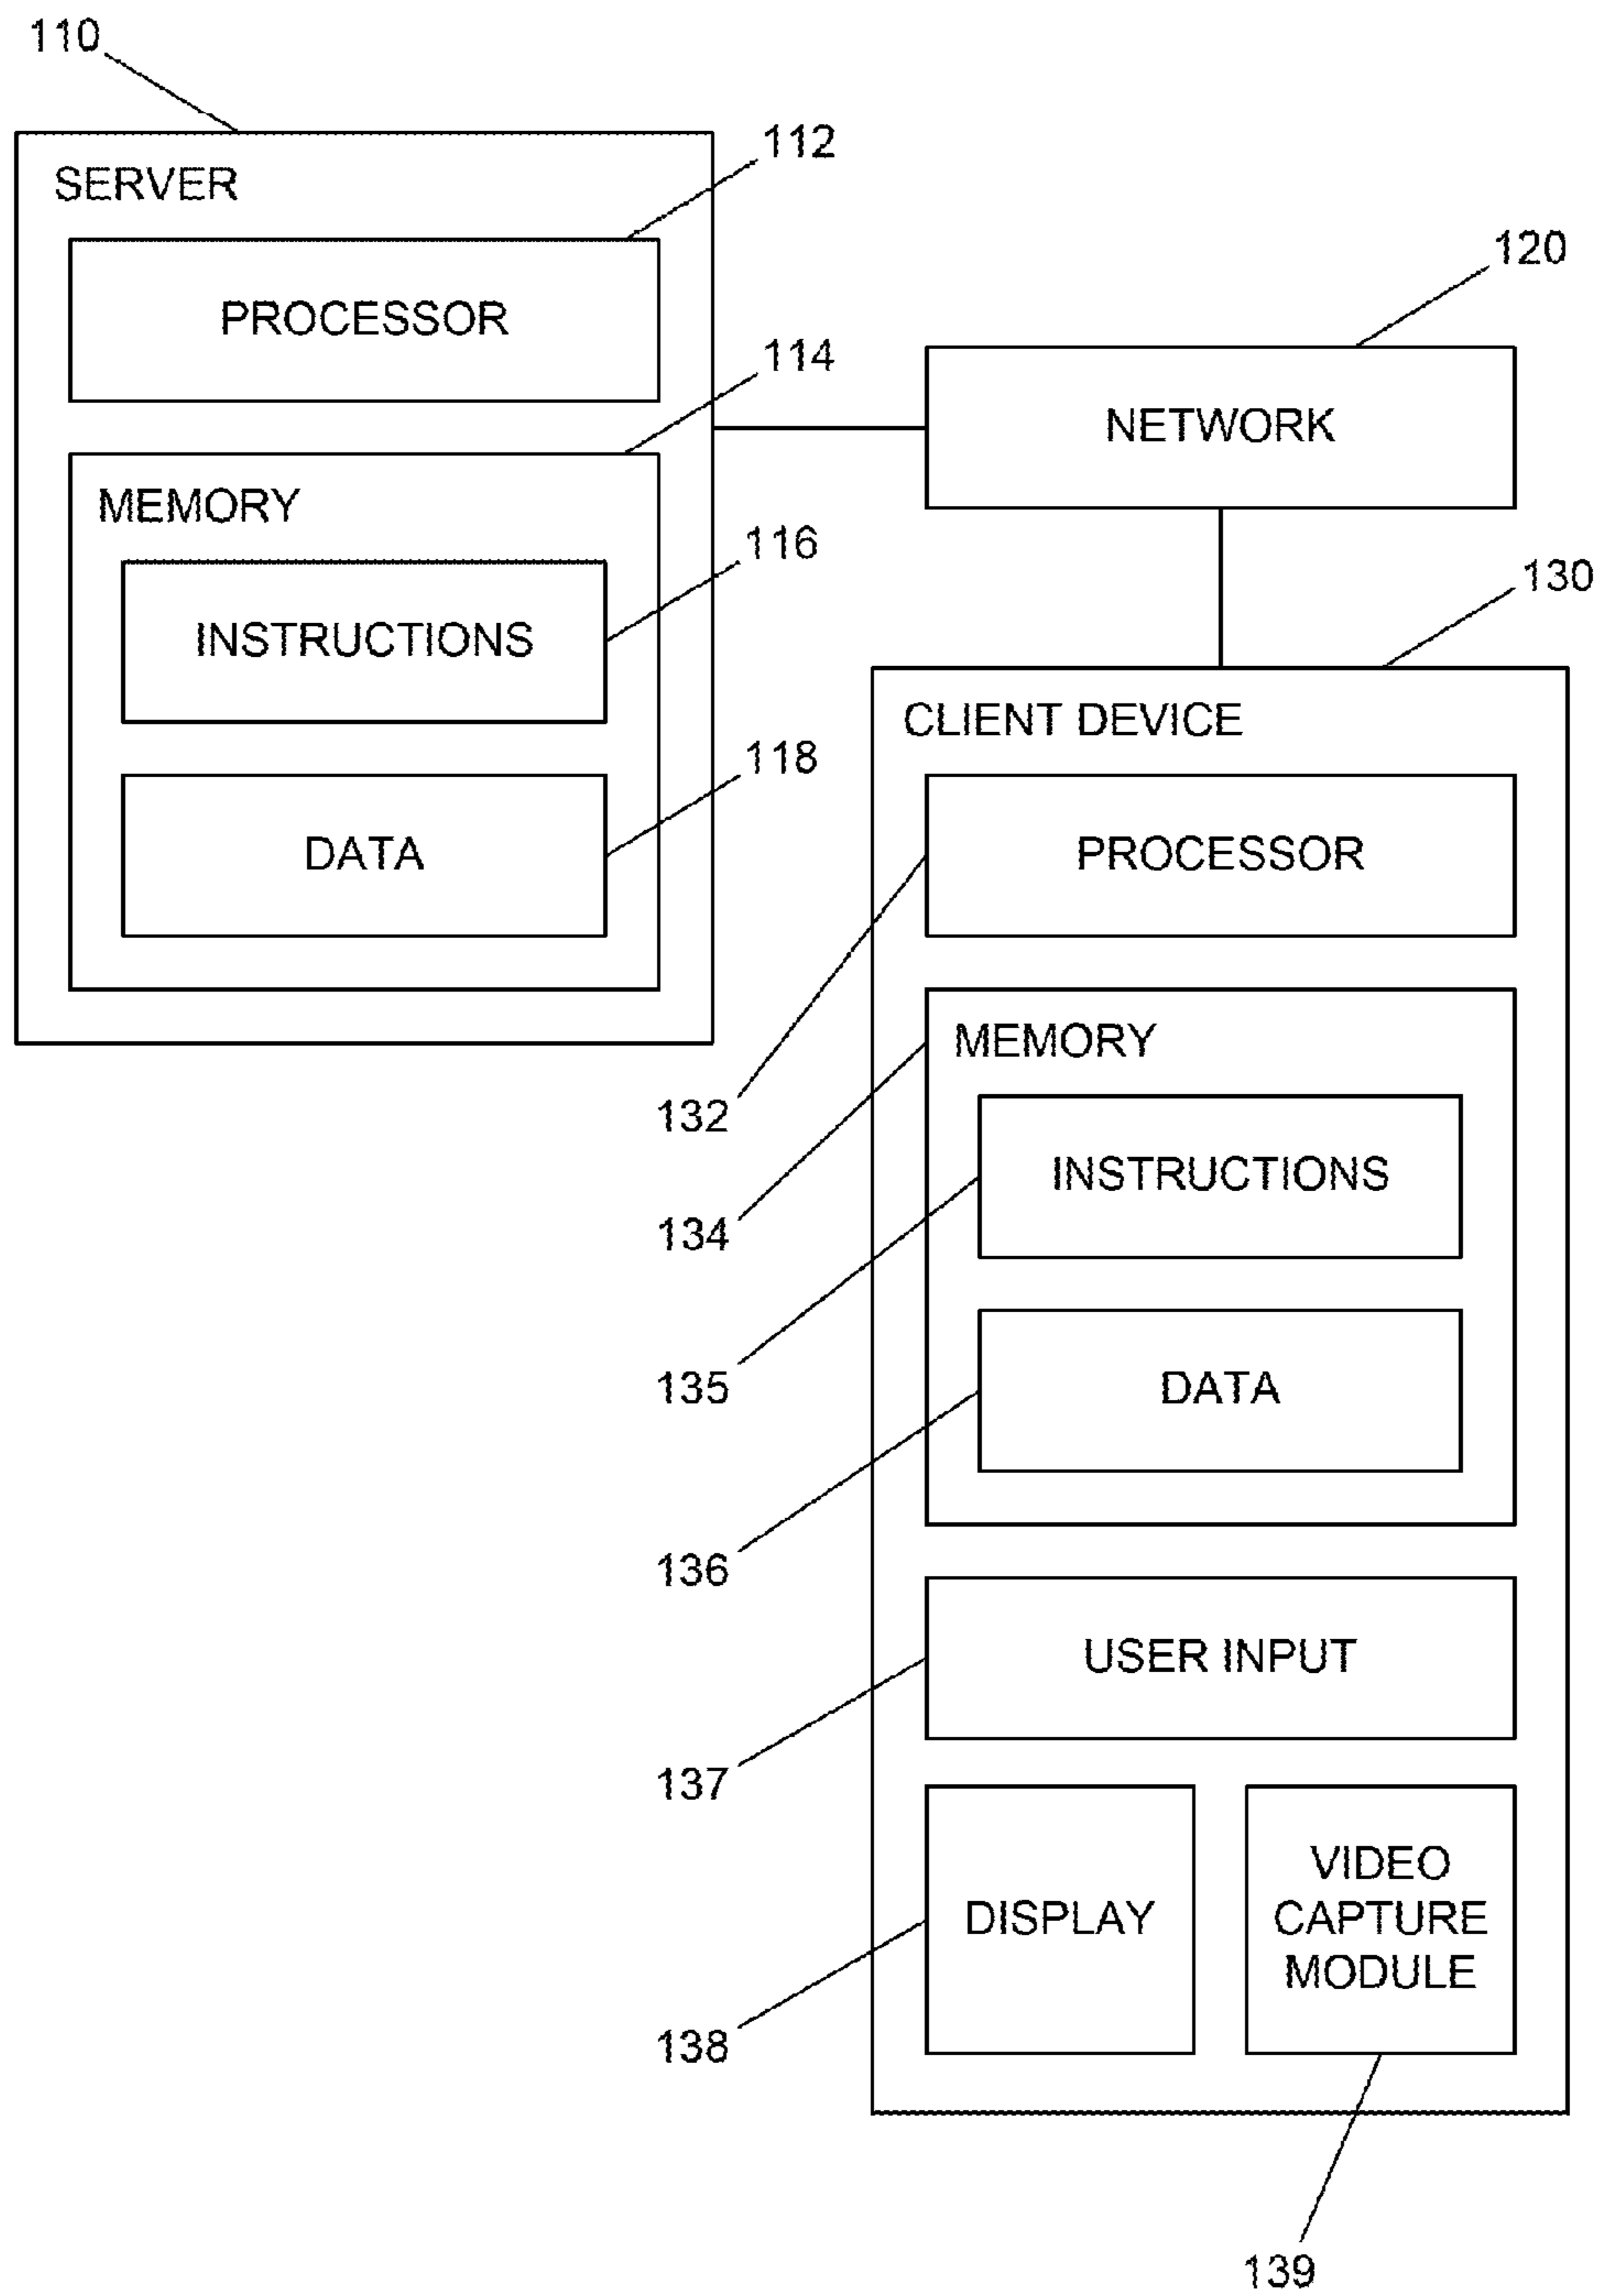 110
112
SERVER
PROCESSOR
120
114
NETWORK
MEMORY
116
130
INSTRUCTIONS
CLIENT DEVICE
118
DATA
PROCESSOR
MEMORY
132
INSTRUCTIONS
134
135
DATA
136
USER INPUT
137
VIDEO
CAPTURE
MODULE
DISPLAY
138
139